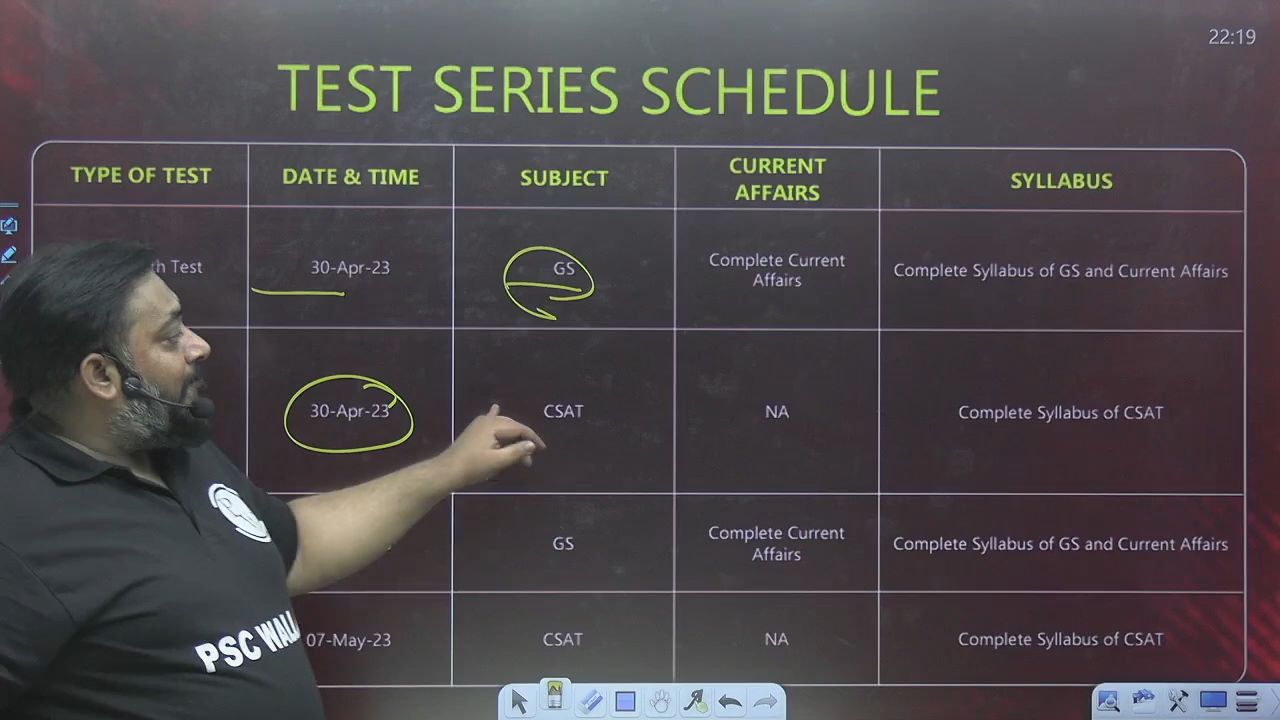 22:19
TEST SERIES SCHEDULE
TYPE OF TEST
DATE & TIME
SUBJECT
CURRENT
AFFAIRS
SYLLABUS
Test
30-Apr-23
GS
Complete Current
Affairs
Complete Syllabus of GS and Current Affairs
30-Apr-23
CSAT
NA
Complete Syllabus of CSAT
GS
Complete Current
Affairs
Complete Syllabus of GS and Current Affairs
07-May-23
CSAT
NA
Complete Syllabus of CSAT
PSC WALL